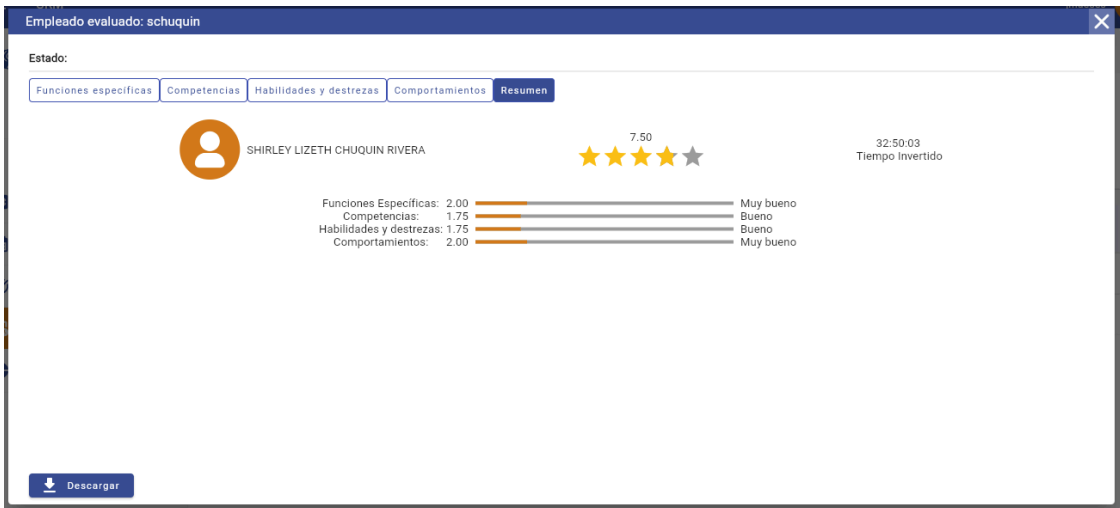 Empleado evaluado: schuquin
Estado:
Funciones específicas Competencias Habilidades y destrezas Comportamientos Resumen
SHIRLEY LIZETH CHUQUIN RIVERA
7.50
32:50:03
Tiempo Invertido
Funciones Específicas: 2.00 Muy bueno
Competencias: 1.75 Bueno
Habilidades y destrezas: 1.75 Bueno
Comportamientos: 2.00 Muy bueno
Descargar